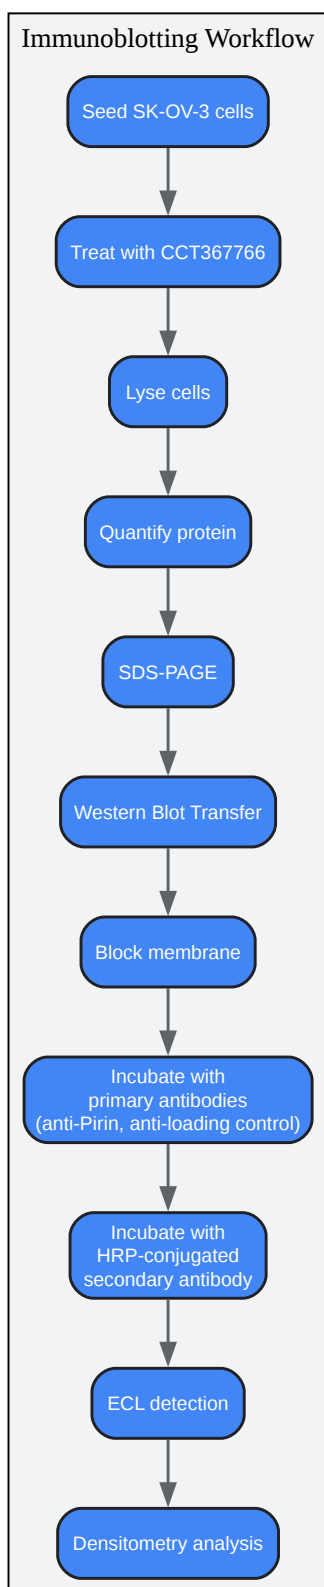 Immunoblotting Workflow
Seed SK-OV-3 cells
Treat with CCT367766
Lyse cells
Quantify protein
SDS-PAGE
Western Blot Transfer
Block membrane
Incubate with
primary antibodies
(anti-Pirin, anti-loading control)
Incubate with
HRP-conjugated
secondary antibody
ECL detection
Densitometry analysis